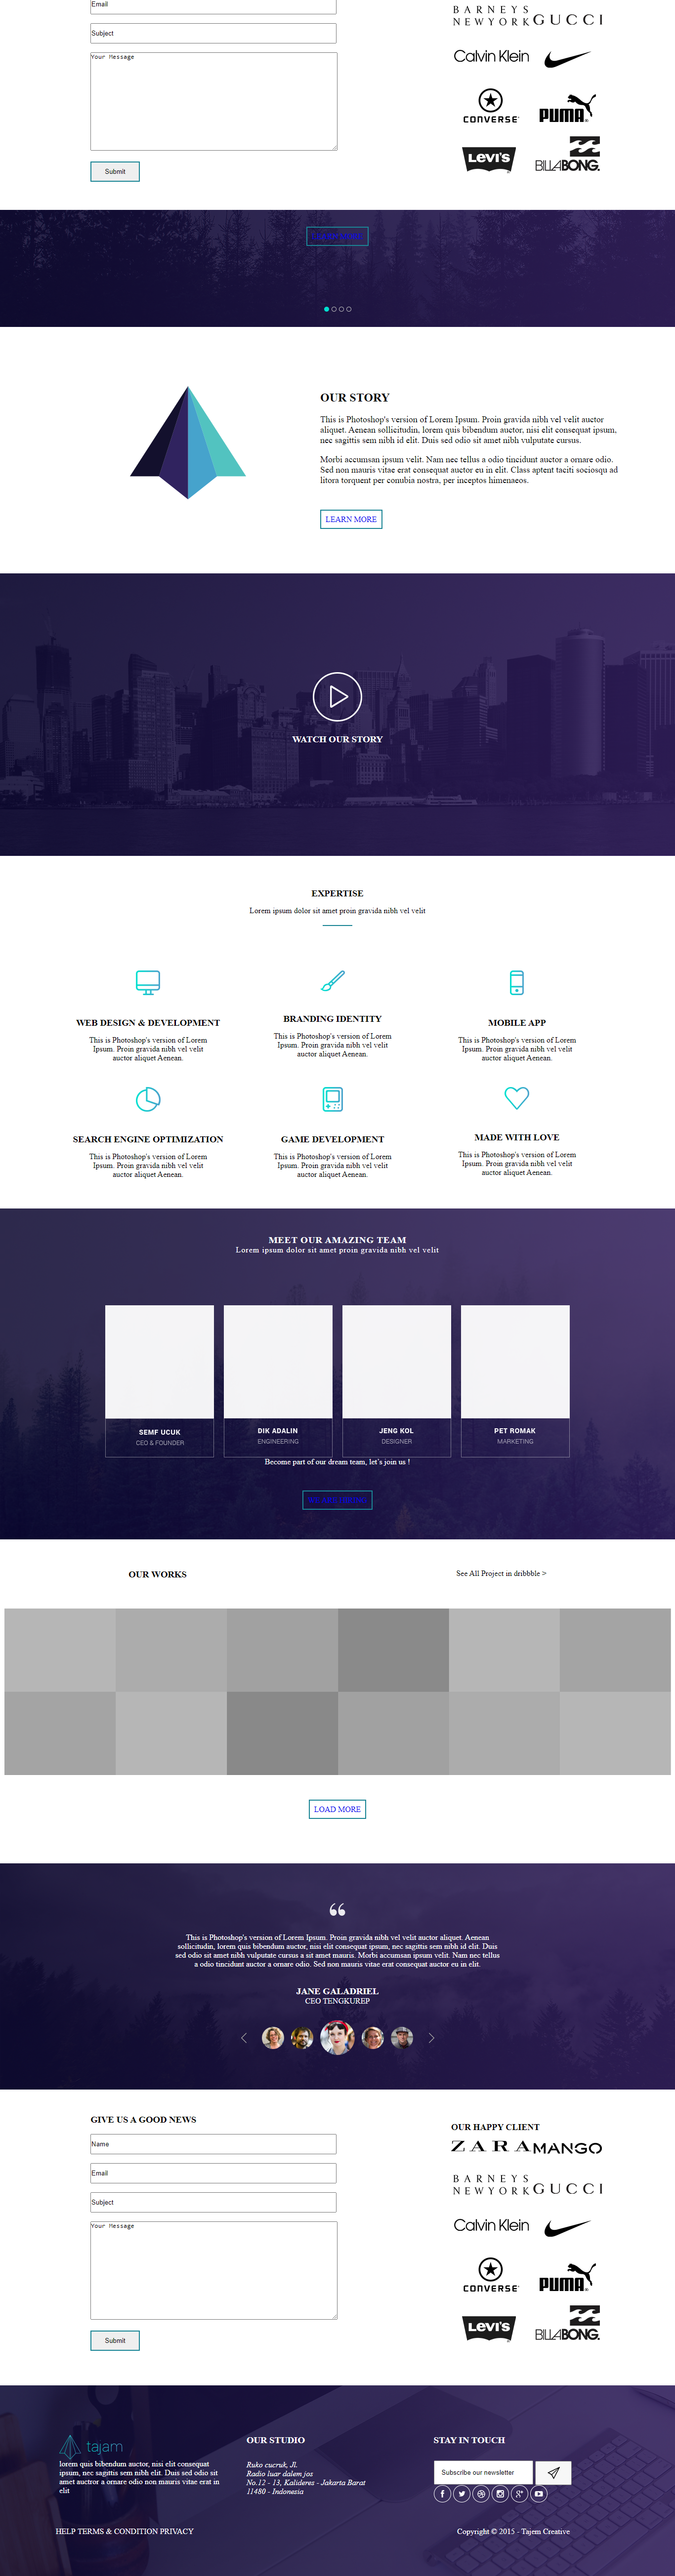 Email
Subject
Your Message
Submit
BARNEYS
NEWYORK
GUCCI
Calvin Klein
CONVERSE
PUMA
LEVI'S
BILLABONG.
OUR STORY
This is Photoshop's version of Lorem Ipsum. Proin gravida nibh vel velit auctor
aliquet. Aenean sollicitudin, lorem quis bibendum auctor, nisi elit consequat ipsum,
nec sagittis sem nibh id elit. Duis sed odio sit amet nibh vulputate cursus.
Morbi accumsan ipsum velit. Nam nec tellus a odio tincidunt auctor a ornare odio.
Sed non mauris vitae erat consequat auctor eu in elit. Class aptent taciti sociosqu ad
litora torquent per conubia nostra, per inceptos himenaeos.
LEARN MORE
WATCH OUR STORY
EXPERTISE
Lorem ipsum dolor sit amet proin gravida nibh vel velit
WEB DESIGN & DEVELOPMENT
This is Photoshop's version of Lorem
Ipsum. Proin gravida nibh vel velit
auctor aliquet Aenean.
BRANDING IDENTITY
This is Photoshop's version of Lorem
Ipsum. Proin gravida nibh vel velit
auctor aliquet Aenean.
MOBILE APP
This is Photoshop's version of Lorem
Ipsum. Proin gravida nibh vel velit
auctor aliquet Aenean.
SEARCH ENGINE OPTIMIZATION
This is Photoshop's version of Lorem
Ipsum. Proin gravida nibh vel velit
auctor aliquet Aenean.
GAME DEVELOPMENT
This is Photoshop's version of Lorem
Ipsum. Proin gravida nibh vel velit
auctor aliquet Aenean.
MADE WITH LOVE
This is Photoshop's version of Lorem
Ipsum. Proin gravida nibh vel velit
auctor aliquet Aenean.
MEET OUR AMAZING TEAM
Lorem ipsum dolor sit amet proin gravida nibh vel velit
SEMF UCUK
CEO & FOUNDER
DIK ADALIN
ENGINEERING
JENG KOL
DESIGNER
PET ROMAK
MARKETING
Become part of our dream team, let's join us !
OUR WORKS
See All Project in dribbble >
LOAD MORE
This is Photoshop's version of Lorem Ipsum. Proin gravida nibh vel velit auctor aliquet. Aenean
sollicitudin, lorem quis bibendum auctor, nisi elit consequat ipsum, nec sagittis sem nibh id elit. Duis
sed odio sit amet nibh vulputate cursus a sit amet mauris. Morbi accumsan ipsum velit. Nam nec tellus
a odio tincidunt auctor a ornare odio. Sed non mauris vitae erat consequat auctor eu in elit.
JANE GALADRIEL
CEO TENGKUREP
GIVE US A GOOD NEWS
Name
Email
Subject
Your Message
Submit
OUR HAPPY CLIENT
ZARA
MANGO
BARNEYS
NEWYORK
GUCCI
Calvin Klein
CONVERSE
PUMA
LEVI'S
BILLABONG.
tajam
lorem quis bibendum auctor, nisi elit consequat
ipsum, nec sagittis sem nibh elit. Duis sed odio sit
amet auctror a ornare odio non mauris vitae erat in
elit
OUR STUDIO
Ruko cucruk, Jl.
Radio luar dalem jos
No.12 - 13, Kalideres - Jakarta Barat
11480 - Indonesia
STAY IN TOUCH
Subscribe our newsletter
HELP TERMS & CONDITION PRIVACY
Copyright © 2015 - Tajem Creative